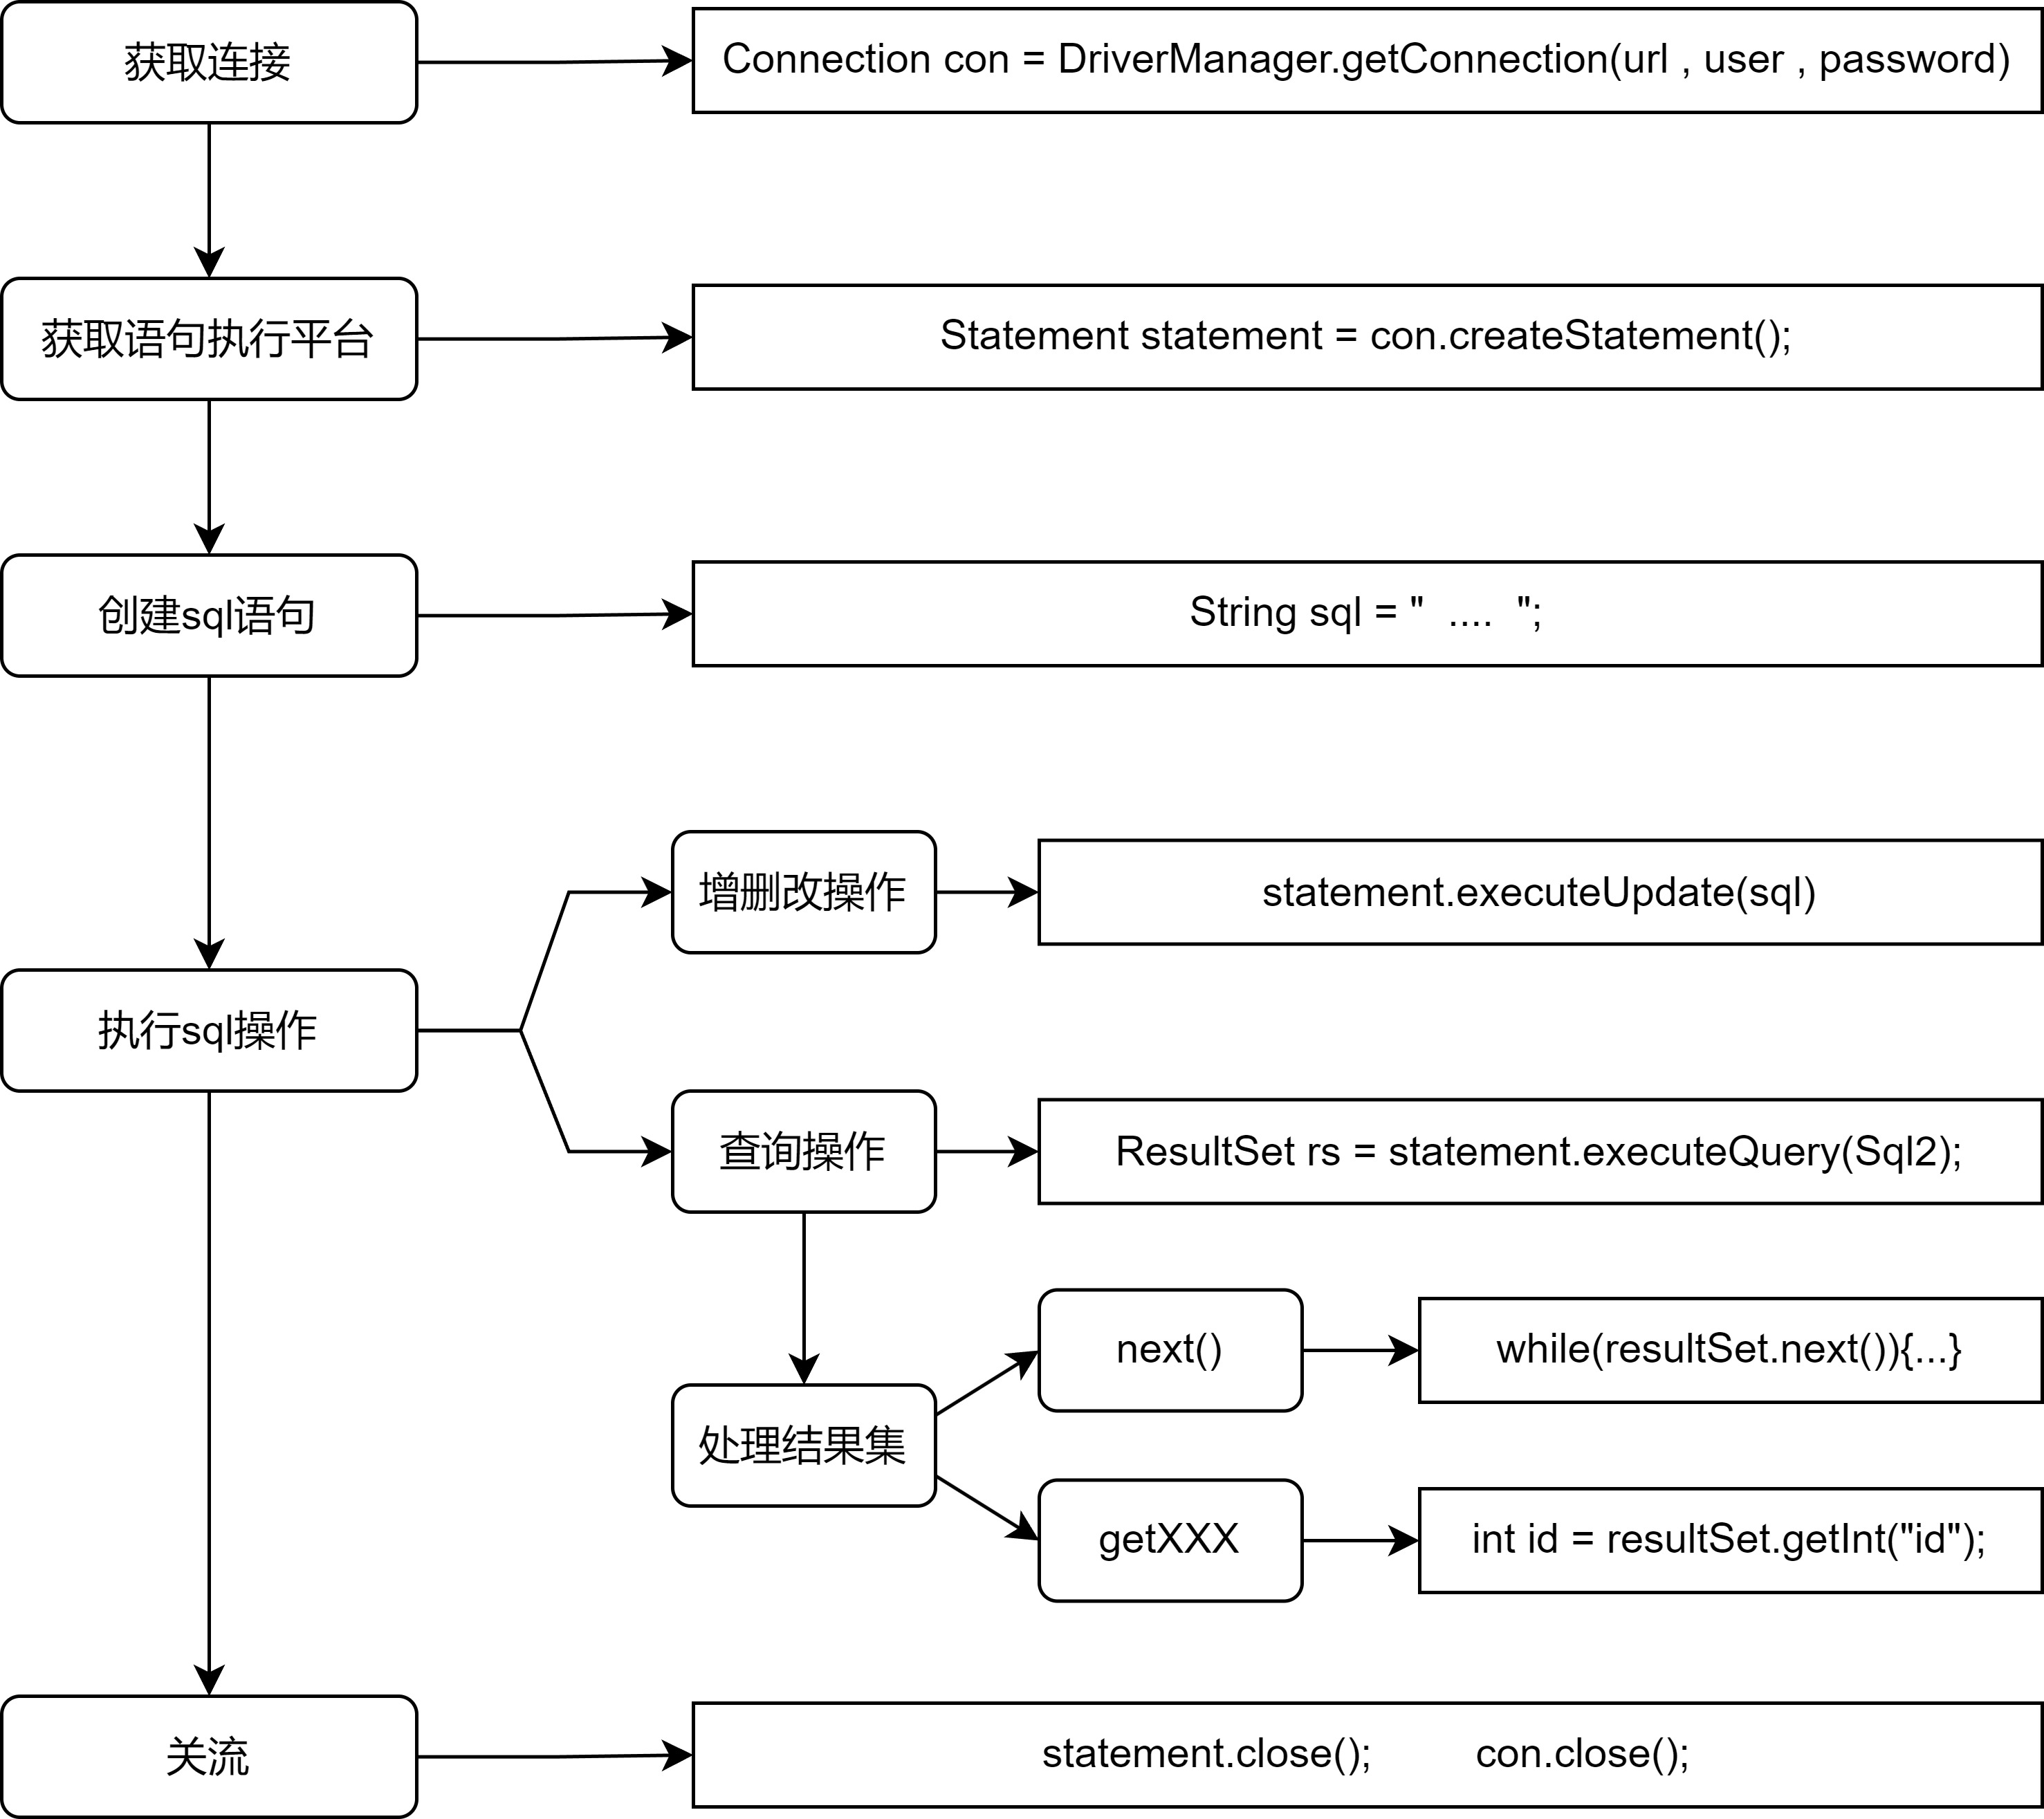 获取连接
Connection con = DriverManager.getConnection(url , user , password)
获取语句执行平台
Statement statement = con.createStatement();
创建sql语句
String sql = "  ....  ";
增删改操作
statement.executeUpdate(sql)
执行sql操作
查询操作
ResultSet rs = statement.executeQuery(Sql2);
next()
while(resultSet.next()){...}
处理结果集
getXXX
int id = resultSet.getInt("id");
关流
statement.close();         con.close();